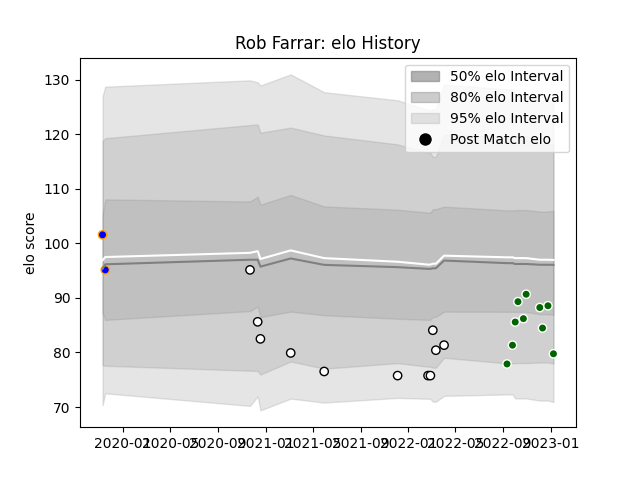 Rob Farrar: elo History
130
120
110
100
90
80
70
elo score
50% elo Interval
80% elo Interval
95% elo Interval
Post Match elo
2020-01 2020-05 2020-09 2021-01 2021-05 2021-09 2022-01 2022-05 2022-09 2023-01